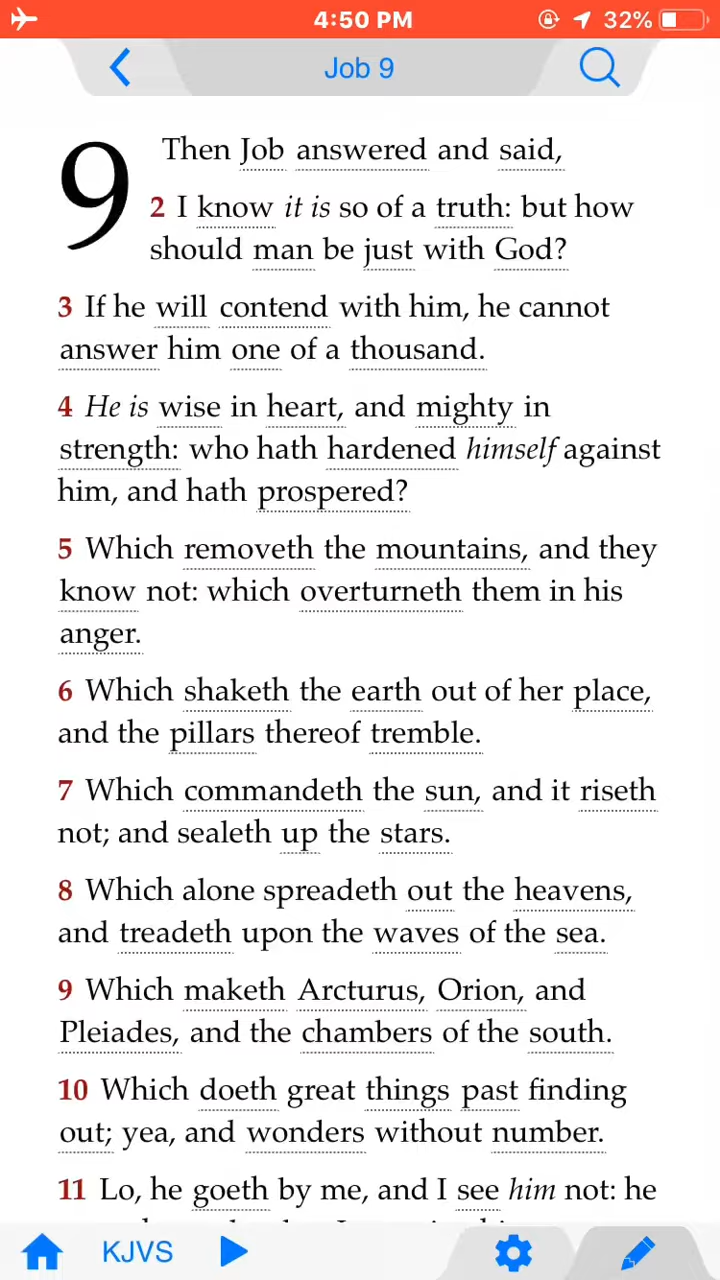 4:50 PM
32%
Job 9
9 Then Job answered and said,
2 I know it is so of a truth: but how
should man be just with God?
3 If he will contend with him, he cannot
answer him one of a thousand.
4 He is wise in heart, and mighty in
strength: who hath hardened himself against
him, and hath prospered?
5 Which removeth the mountains, and they
know not: which overturneth them in his
anger.
6 Which shaketh the earth out of her place,
and the pillars thereof tremble.
7 Which commandeth the sun, and it riseth
not; and sealeth up the stars.
8 Which alone spreadeth out the heavens,
and treadeth upon the waves of the sea.
9 Which maketh Arcturus, Orion, and
Pleiades, and the chambers of the south.
10 Which doeth great things past finding
out; yea, and wonders without number.
11 Lo, he goeth by me, and I see him not: he
KJVS